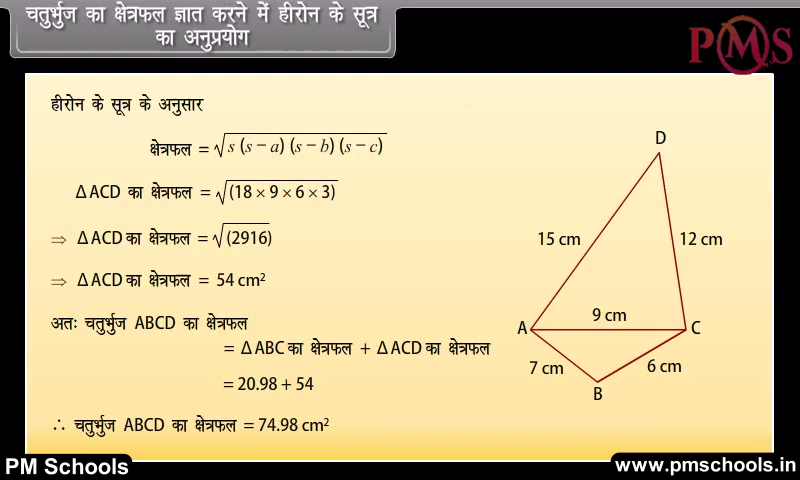 चतुर्भुज का क्षेत्रफल ज्ञात करने में हीरोन के सूत्र
का अनुप्रयोग
PMS
हीरोन के सूत्र के अनुसार
क्षेत्रफल = √s (s – a) (s – b) (s – c)
Δ ACD का क्षेत्रफल = √(18 × 9 × 6 × 3)
⇒ Δ ACD का क्षेत्रफल = √(2916)
⇒ Δ ACD का क्षेत्रफल = 54 cm²
अतः चतुर्भुज ABCD का क्षेत्रफल
= Δ ABC का क्षेत्रफल + Δ ACD का क्षेत्रफल
= 20.98 + 54
∴ चतुर्भुज ABCD का क्षेत्रफल = 74.98 cm²
D
15 cm
12 cm
9 cm
A
C
7 cm
6 cm
B
PM Schools
www.pmschools.in